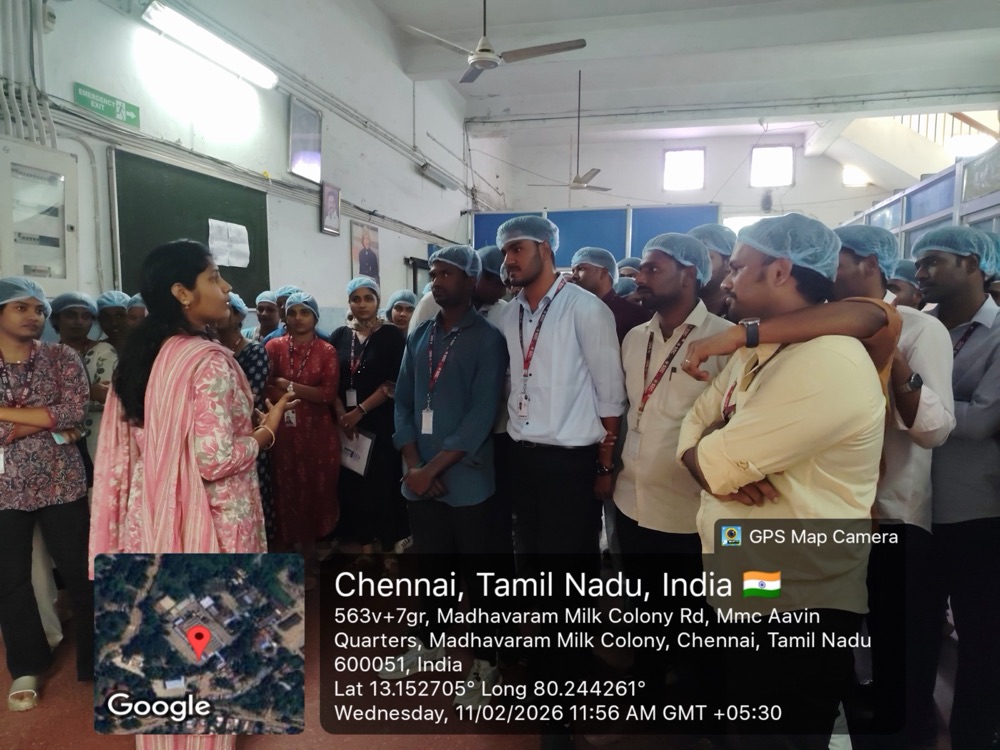 EMERGENCY
EXIT
GPS Map Camera
Chennai, Tamil Nadu, India
563v+7gr, Madhavaram Milk Colony Rd, Mmc Aavin
Quarters, Madhavaram Milk Colony, Chennai, Tamil Nadu
600051, India
Lat 13.152705° Long 80.244261°
Wednesday, 11/02/2026 11:56 AM GMT +05:30
Google